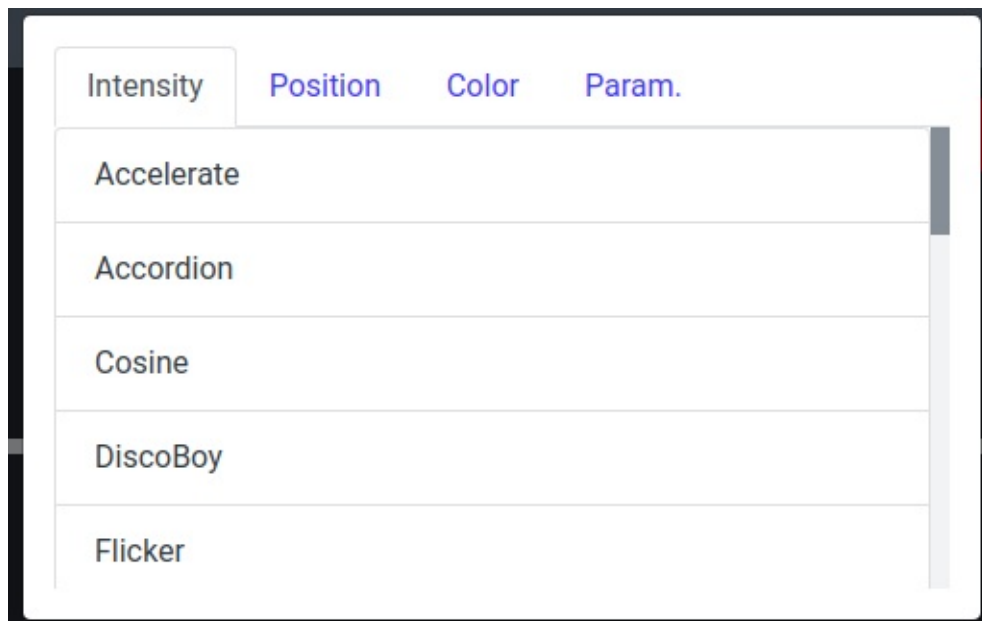 Intensity Position Color Param.
Accelerate
Accordion
Cosine
DiscoBoy
Flicker